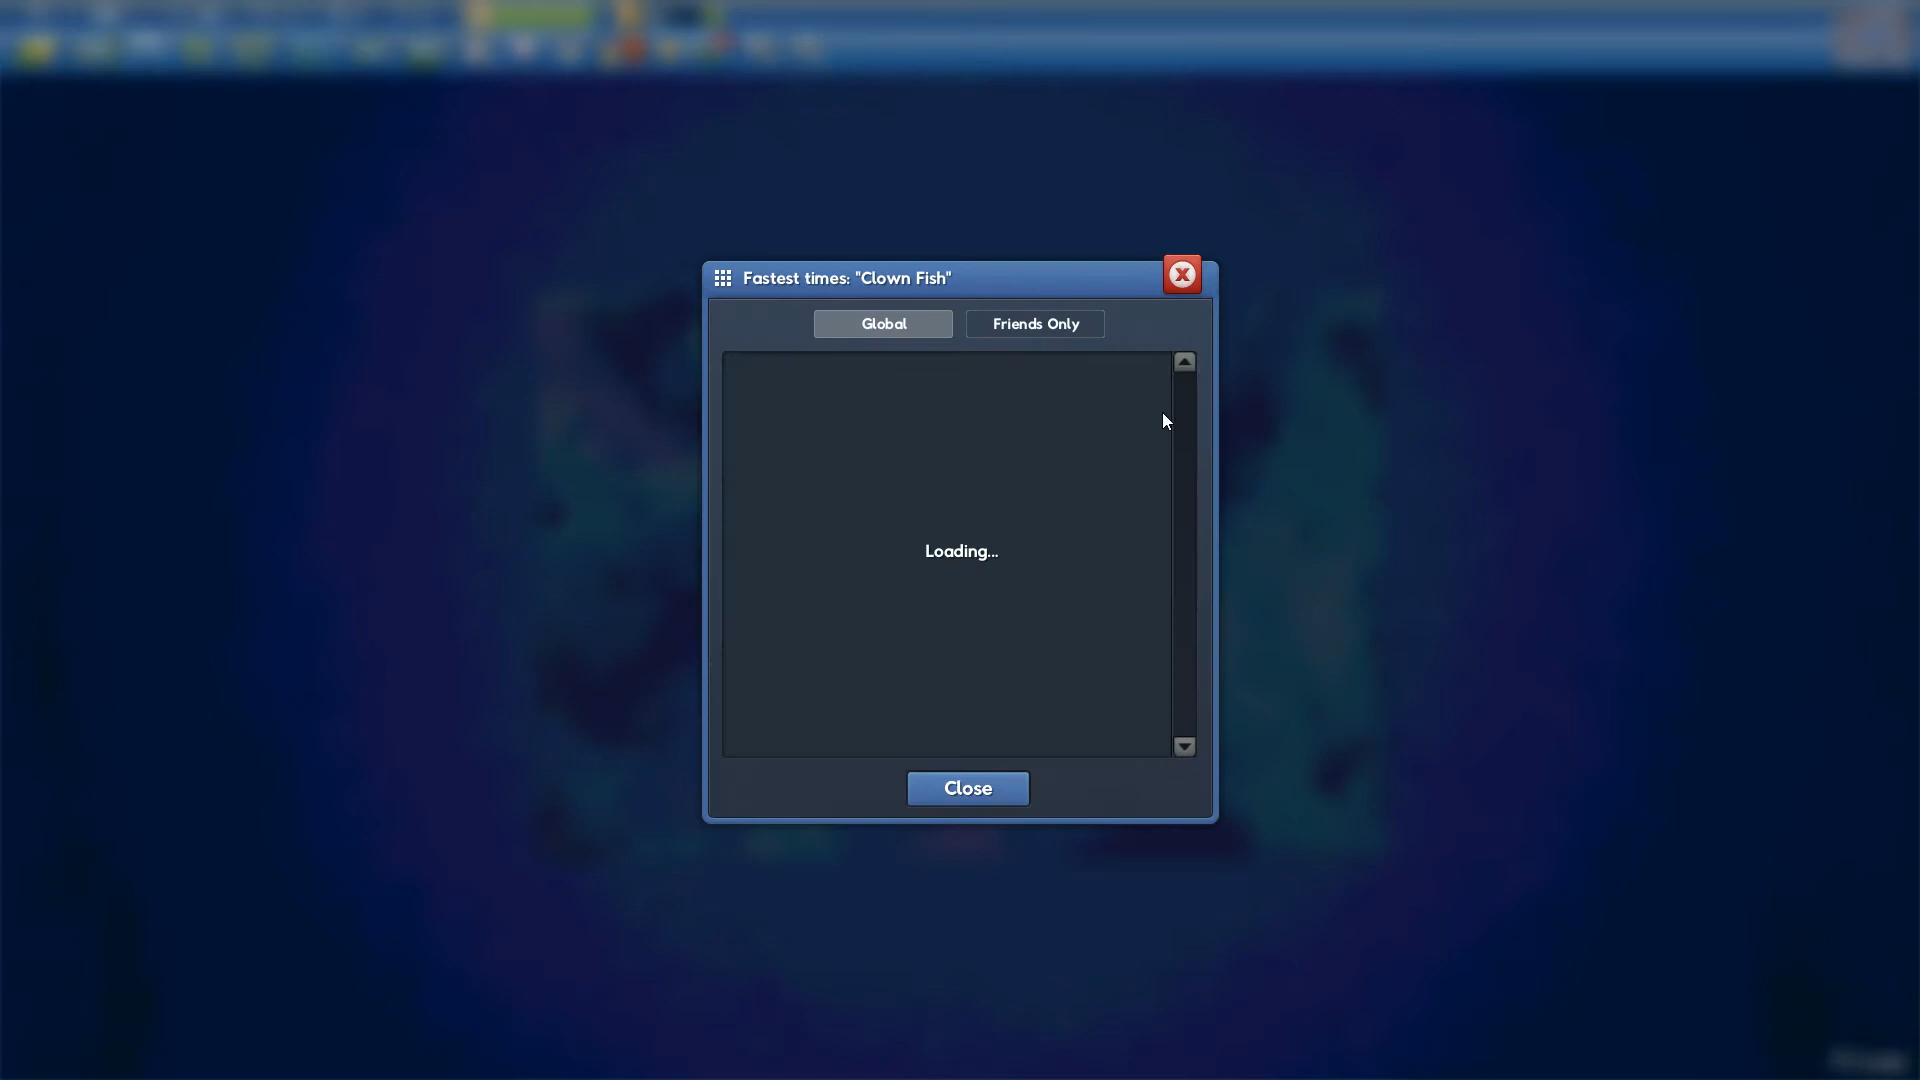 Fastest times: "Clown Fish"
Global
Friends Only
Loading...
Close